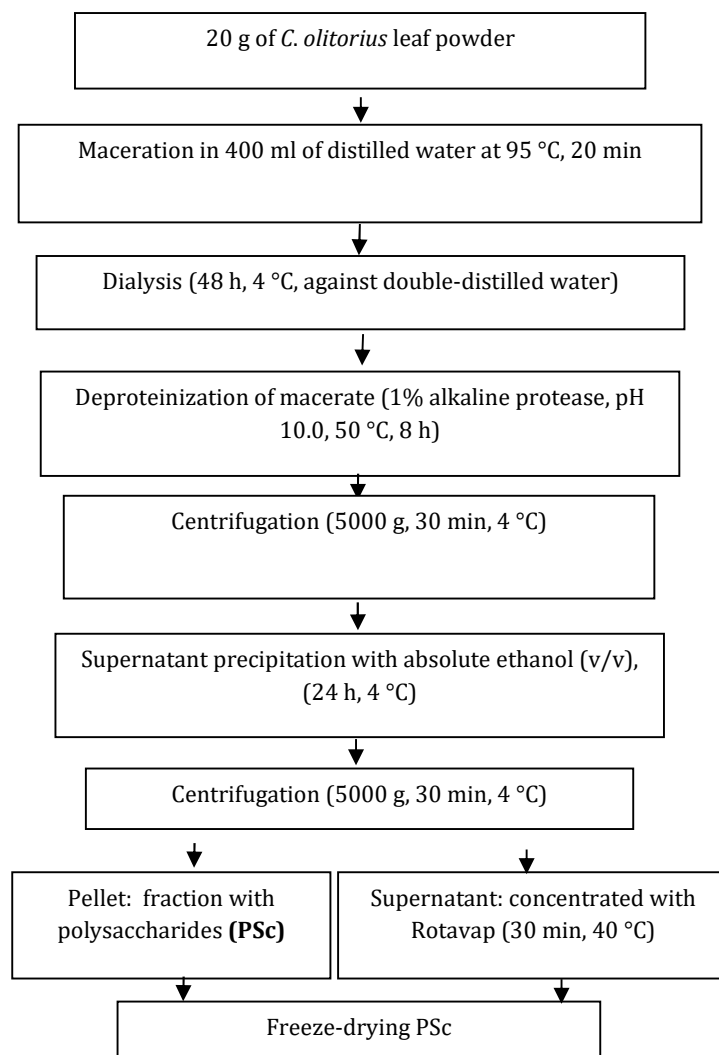 20 g of C. olitorius leaf powder
Maceration in 400 ml of distilled water at 95 °C, 20 min
Dialysis (48 h, 4 °C, against double-distilled water)
Deproteinization of macerate (1% alkaline protease, pH
10.0, 50 °C, 8 h)
Centrifugation (5000 g, 30 min, 4 °C)
Supernatant precipitation with absolute ethanol (v/v),
(24 h, 4 °C)
Centrifugation (5000 g, 30 min, 4 °C)
Pellet: fraction with
polysaccharides (PSc)
Supernatant: concentrated with
Rotavap (30 min, 40 °C)
Freeze-drying PSc